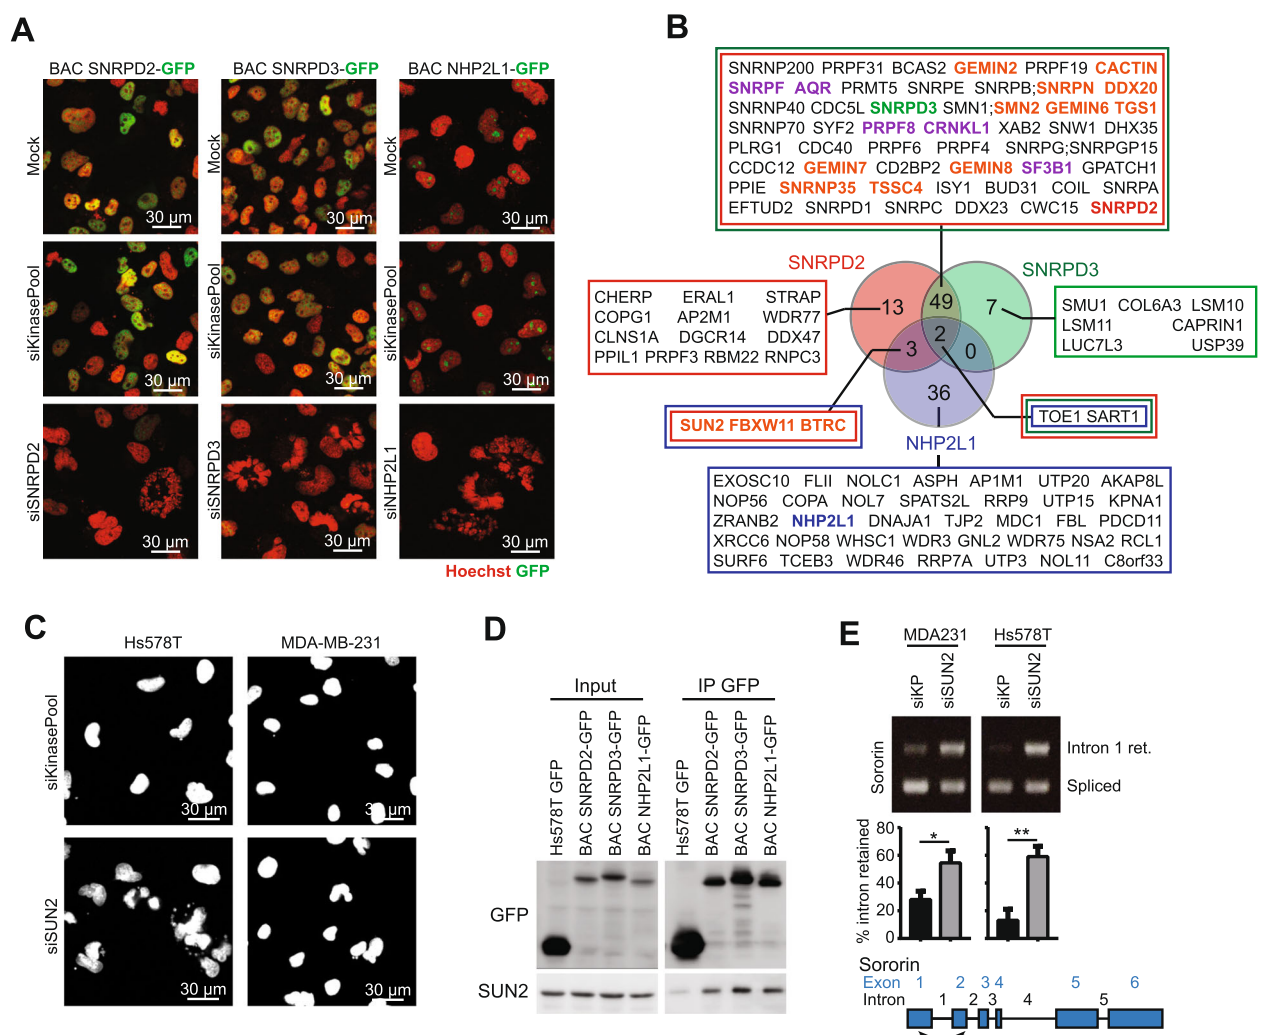 A
BAC SNRPD2-GFP
BAC SNRPD3-GFP
BAC NHP2L1-GFP
Mock
30 µm
Mock
30 µm
Mock
30 µm
siKinasePool
30 µm
siKinasePool
30 µm
siKinasePool
30 µm
siSNRPD2
30 µm
siSNRPD3
30 µm
siNHP2L1
30 µm
Hoechst GFP
B
SNRNP200 PRPF31 BCAS2 GEMIN2 PRPF19 CACTIN
SNRPF AQR PRMT5 SNRPE SNRPB;SNRPN DDX20
SNRNP40 CDC5L SNRPD3 SMN1;SMN2 GEMIN6 TGS1
SNRNP70 SYF2 PRPF8 CRNKL1 XAB2 SNW1 DHX35
PLRG1 CDC40 PRPF6 PRPF4 SNRPG;SNRPGP15
CCDC12 GEMIN7 CD2BP2 GEMIN8 SF3B1 GPATCH1
PPIE SNRNP35 TSSC4 ISY1 BUD31 COIL SNRPA
EFTUD2 SNRPD1 SNRPC DDX23 CWC15 SNRPD2
SNRPD2
SNRPD3
CHERP ERAL1 STRAP
COPG1 AP2M1 WDR77
CLNS1A DGCR14 DDX47
PPIL1 PRPF3 RBM22 RNPC3
13
49
7
2
3
0
36
SMU1 COL6A3 LSM10
LSM11 CAPRIN1
LUC7L3 USP39
SUN2 FBXW11 BTRC
TOE1 SART1
NHP2L1
EXOSC10 FLII NOLC1 ASPH AP1M1 UTP20 AKAP8L
NOP56 COPA NOL7 SPATS2L RRP9 UTP15 KPNA1
ZRANB2 NHP2L1 DNAJA1 TJP2 MDC1 FBL PDCD11
XRCC6 NOP58 WHSC1 WDR3 GNL2 WDR75 NSA2 RCL1
SURF6 TCEB3 WDR46 RRP7A UTP3 NOL11 C8orf33
C
Hs578T
MDA-MB-231
siKinasePool
30 µm
30 µm
siSUN2
30 µm
30 µm
D
Input
IP GFP
Hs578T GFP
BAC SNRPD2-GFP
BAC SNRPD3-GFP
BAC NHP2L1-GFP
Hs578T GFP
BAC SNRPD2-GFP
BAC SNRPD3-GFP
BAC NHP2L1-GFP
GFP
SUN2
E
MDA231
Hs578T
siKP
siSUN2
siKP
siSUN2
Sororin
Intron 1 ret.
Spliced
% intron retained
80
60
40
20
0
*
**
Sororin
Exon 1 2 3 4 5 6
Intron 1 2 3 4 5